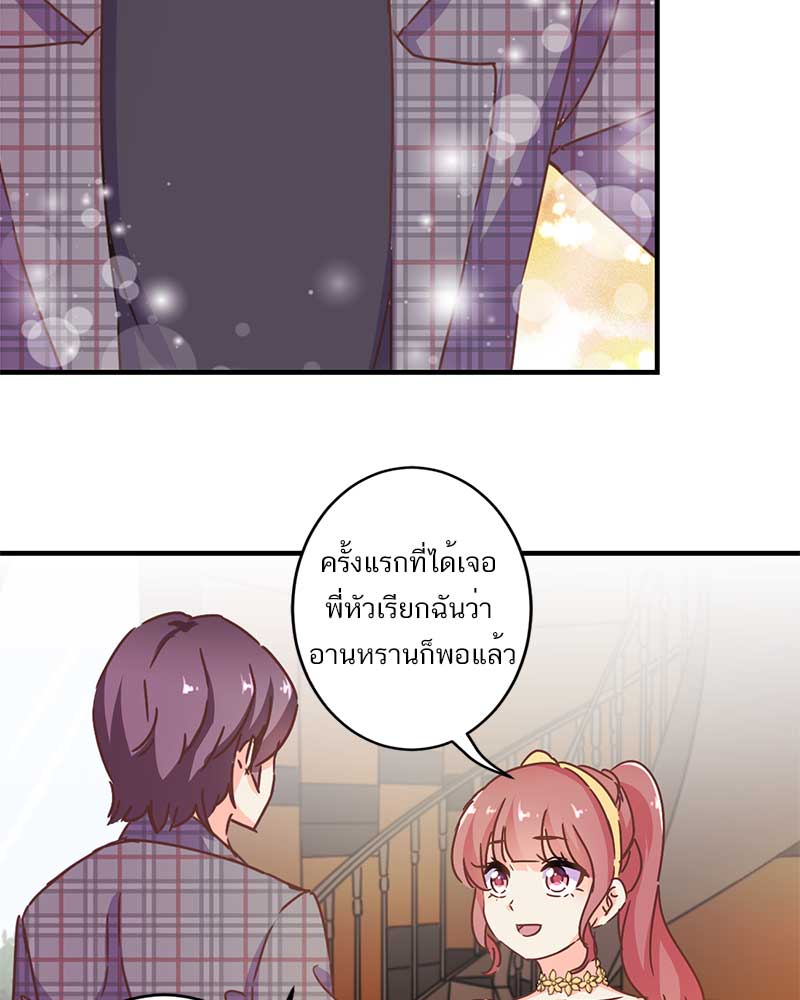 ครั้งแรกที่ได้เจอ
พี่หัวเรียกฉันว่า
อานหรานก็พอแล้ว